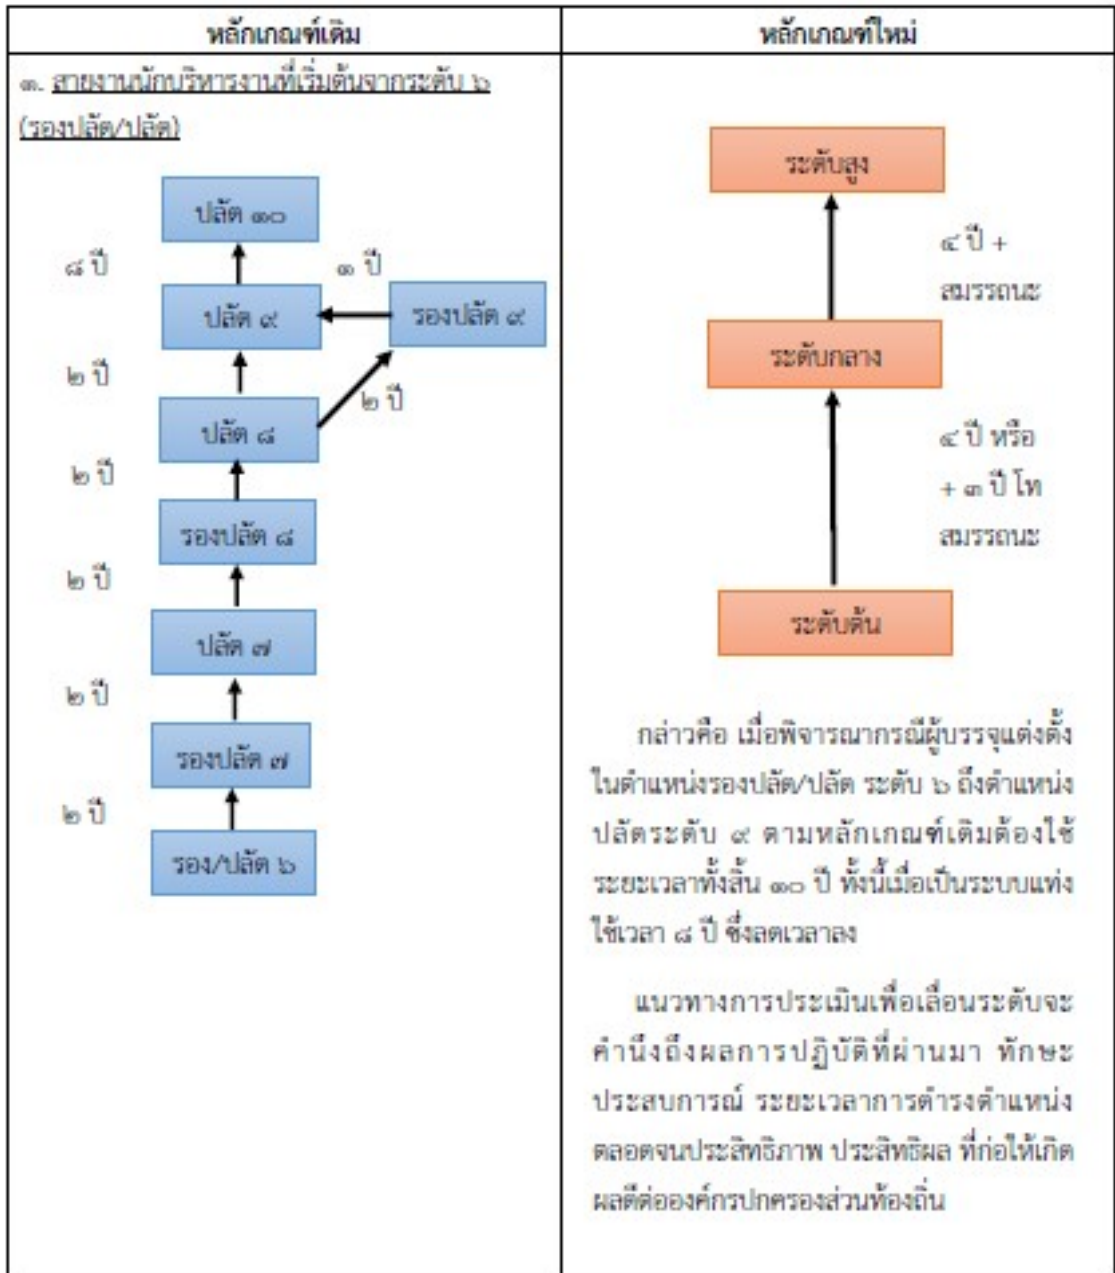 หลักเกณฑ์เดิม
หลักเกณฑ์ใหม่
๑. สายงานนักบริหารงานที่เริ่มต้นจากระดับ ๖
(รองปลัด/ปลัด)
ปลัด ๑๐
๘ ปี
๑ ปี
ปลัด ๙
รองปลัด ๙
๒ ปี
๒ ปี
ปลัด ๘
๒ ปี
รองปลัด ๘
๒ ปี
ปลัด ๗
๒ ปี
รองปลัด ๗
๒ ปี
รอง/ปลัด ๖
ระดับสูง
๔ ปี +
สมรรถนะ
ระดับกลาง
๔ ปี หรือ
+ ๓ ปี โท
สมรรถนะ
ระดับต้น
กล่าวคือ เมื่อพิจารณากรณีผู้บรรจุแต่งตั้ง
ในตำแหน่งรองปลัด/ปลัด ระดับ ๖ ถึงตำแหน่ง
ปลัดระดับ ๙ ตามหลักเกณฑ์เดิมต้องใช้
ระยะเวลาทั้งสิ้น ๑๐ ปี ทั้งนี้เมื่อเป็นระบบแท่ง
ใช้เวลา ๘ ปี ซึ่งลดเวลาลง
แนวทางการประเมินเพื่อเลื่อนระดับจะ
คำนึงถึงผลการปฏิบัติที่ผ่านมา ทักษะ
ประสบการณ์ ระยะเวลาการดำรงตำแหน่ง
ตลอดจนประสิทธิภาพ ประสิทธิผล ที่ก่อให้เกิด
ผลดีต่อองค์กรปกครองส่วนท้องถิ่น